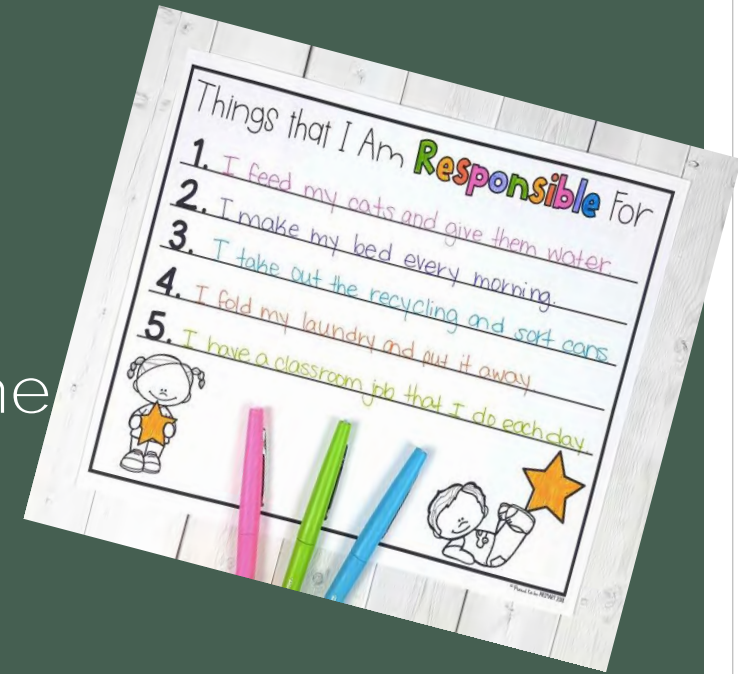 Things that I Am Responsible For
1. I feed my cats and give them water.
2. I make my bed every morning.
3. I take out the recycling and sort cans
4. I fold my laundry and put it away
5. I have a classroom job that I do each day.